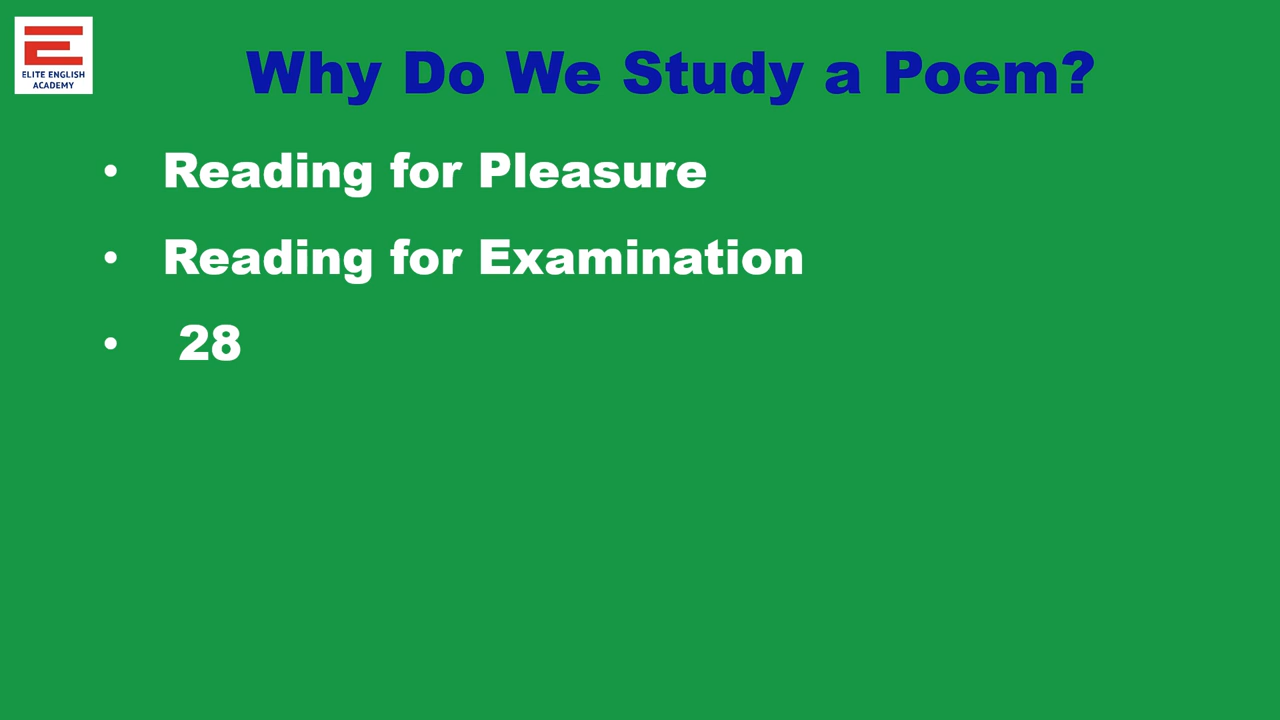 ELITE ENGLISH
ACADEMY
Why Do We Study a Poem?
• Reading for Pleasure
• Reading for Examination
• 28